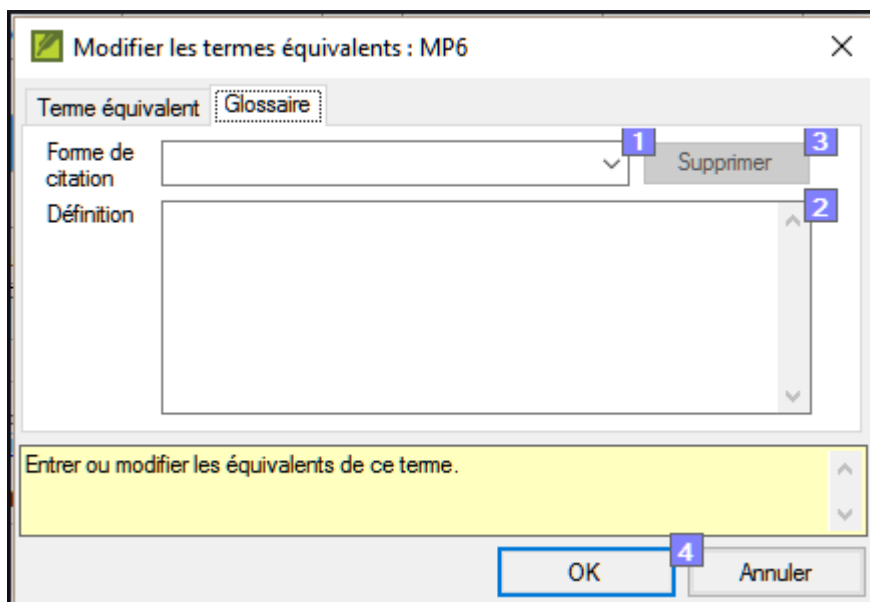 Modifier les termes équivalents : MP6
Terme équivalent Glossaire
Forme de citation 1 Supprimer 3
Définition 2
Entrer ou modifier les équivalents de ce terme.
OK 4 Annuler